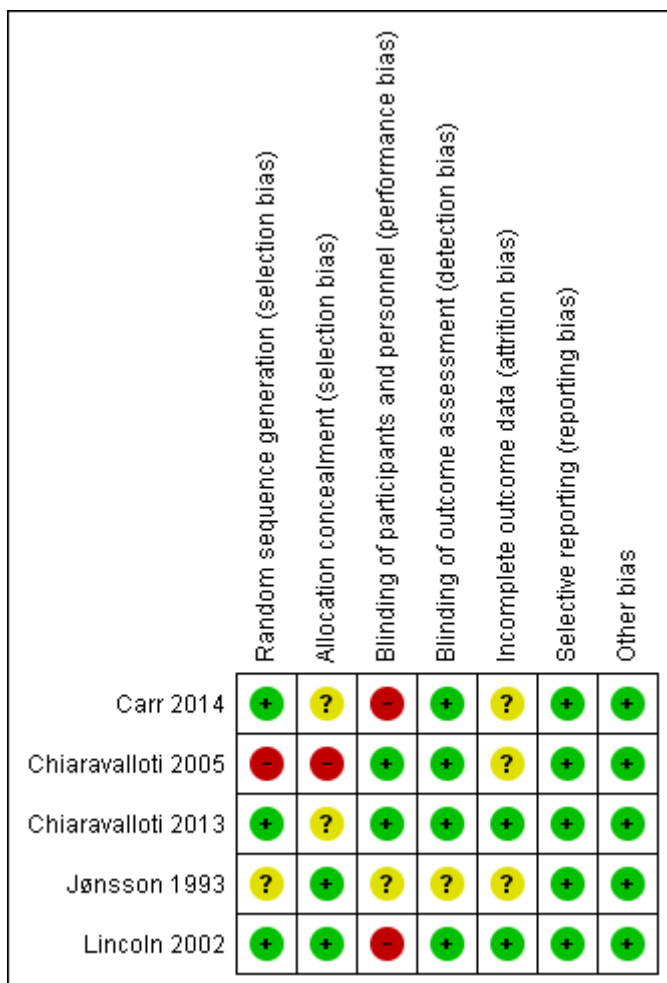 Random sequence generation (selection bias)
Allocation concealment (selection bias)
Blinding of participants and personnel (performance bias)
Blinding of outcome assessment (detection bias)
Incomplete outcome data (attrition bias)
Selective reporting (reporting bias)
Other bias
Carr 2014 + ? - + ? + +
Chiaravalloti 2005 - - + + ? + +
Chiaravalloti 2013 + ? + + + + +
Jønsson 1993 ? + ? ? ? + +
Lincoln 2002 + + - + + + +